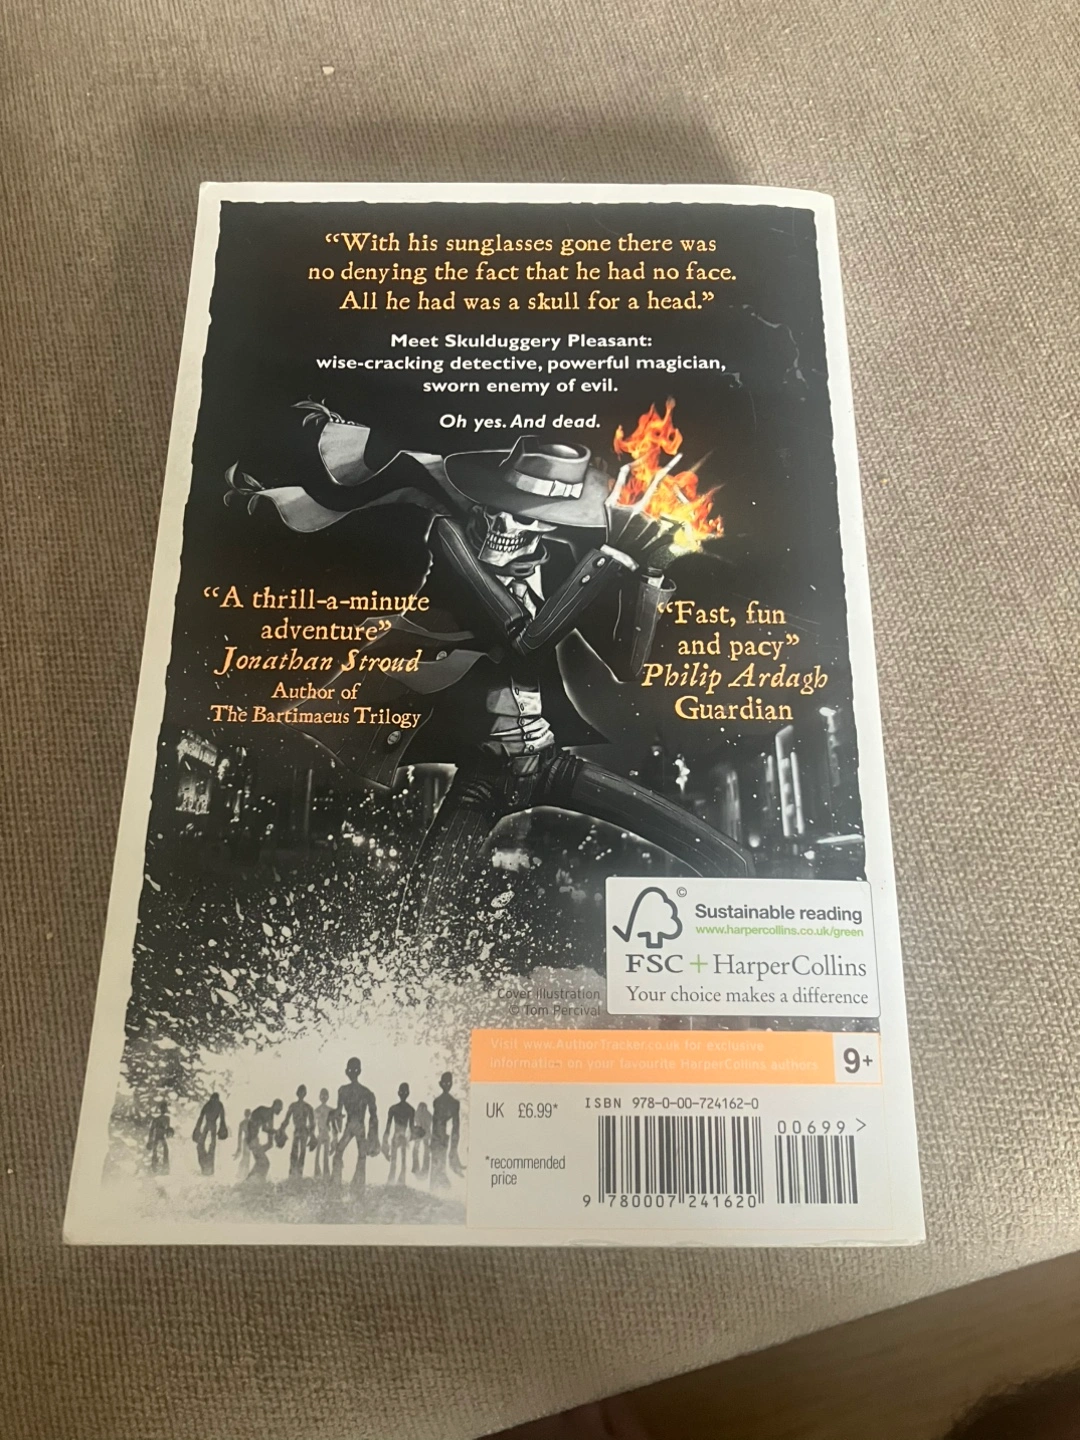 “With his sunglasses gone there was
no denying the fact that he had no face.
All he had was a skull for a head.”
Meet Skulduggery Pleasant:
wise-cracking detective, powerful magician,
sworn enemy of evil.
Oh yes. And dead.
“A thrill-a-minute
adventure”
Jonathan Stroud
Author of
The Bartimaeus Trilogy
“Fast, fun
and pacy”
Philip Ardagh
Guardian
©
Sustainable reading
www.harpercollins.co.uk/green
FSC + HarperCollins
Your choice makes a difference
Cover illustration
© Tom Percival
Visit www.AuthorTracker.co.uk for exclusive
information on your favourite HarperCollins authors
9+
UK £6.99*
*recommended
price
ISBN 978-0-00-724162-0
00699 >
9 780007 241620